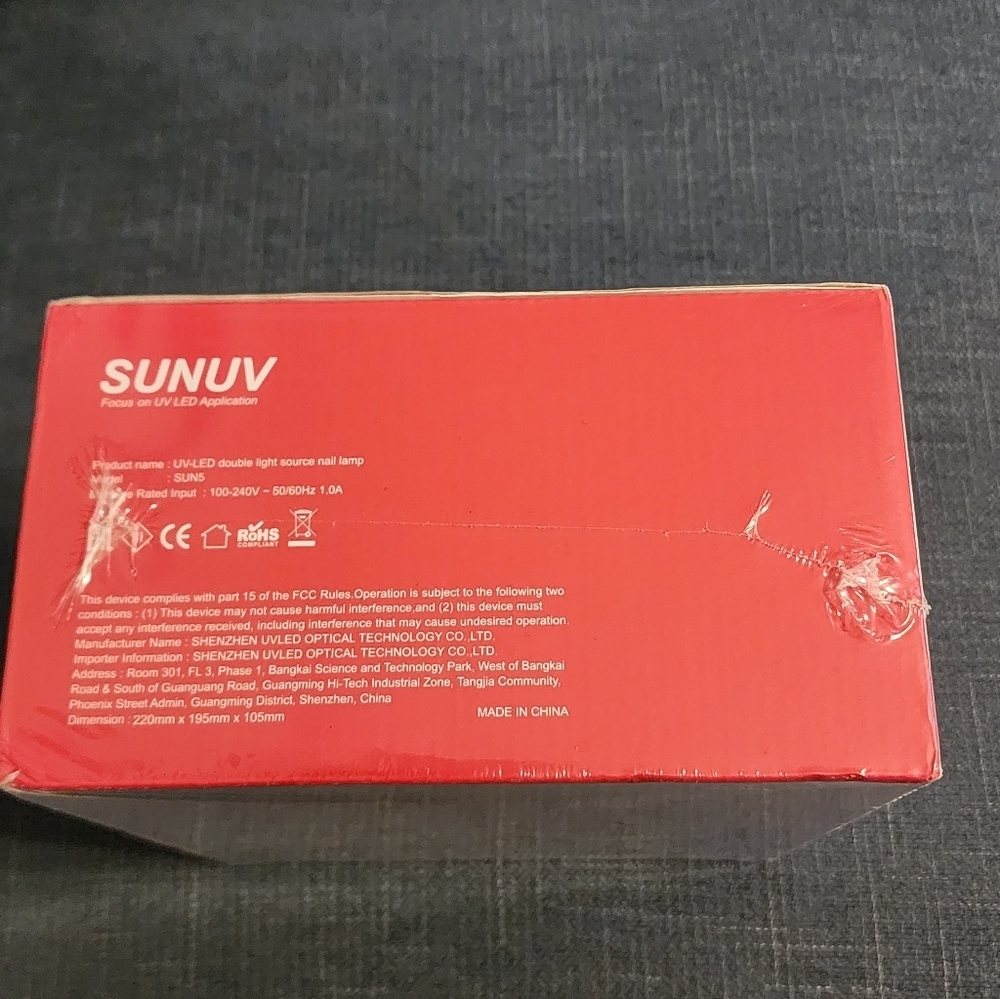 SUNUV
Focus on UV LED Application
Product name : UV-LED double light source nail lamp
Model : SUN5
Rated Input : 100-240V ~ 50/60Hz 1.0A
CE RoHS
COMPLIANT
This device complies with part 15 of the FCC Rules.Operation is subject to the following two
conditions : (1) This device may not cause harmful interference,and (2) this device must
accept any interference received, including interference that may cause undesired operation.
Manufacturer Name : SHENZHEN UVLED OPTICAL TECHNOLOGY CO.,LTD.
Importer Information : SHENZHEN UVLED OPTICAL TECHNOLOGY CO.,LTD.
Address : Room 301, FL 3, Phase 1, Bangkai Science and Technology Park, West of Bangkai
Road & South of Guanguang Road, Guangming Hi-Tech Industrial Zone, Tangjia Community,
Phoenix Street Admin, Guangming District, Shenzhen, China
Dimension : 220mm x 195mm x 105mm MADE IN CHINA